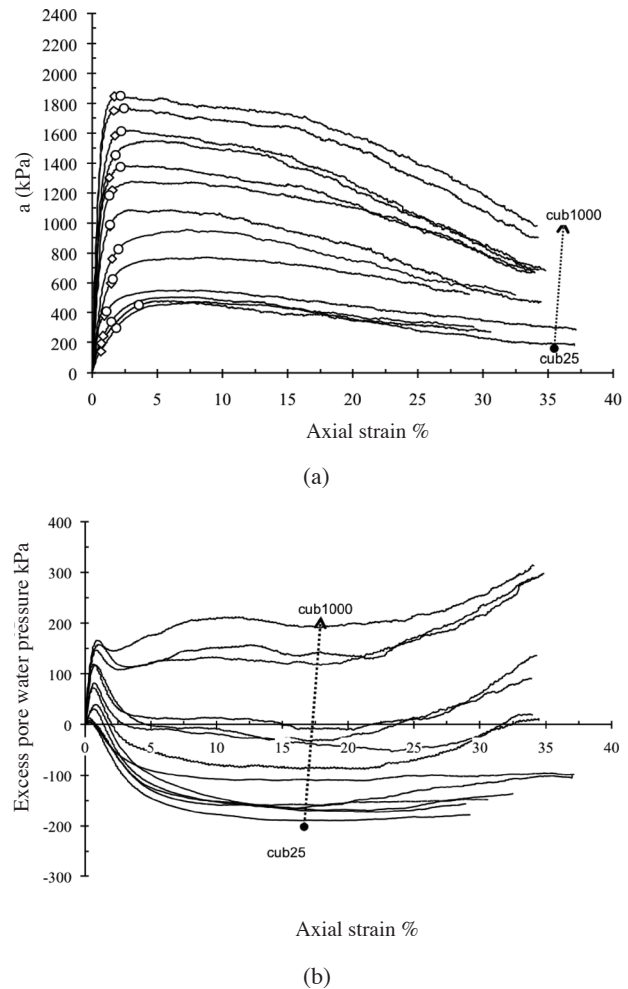 2400
2200
2000
1800
1600
1400
1200
1000
800
600
400
200
0
a (kPa)
cub1000
cub25
0 5 10 15 20 25 30 35 40
Axial strain %
(a)
400
300
200
100
0
-100
-200
-300
Excess pore water pressure kPa
cub1000
0 5 10 15 20 25 30 35 40
cub25
Axial strain %
(b)